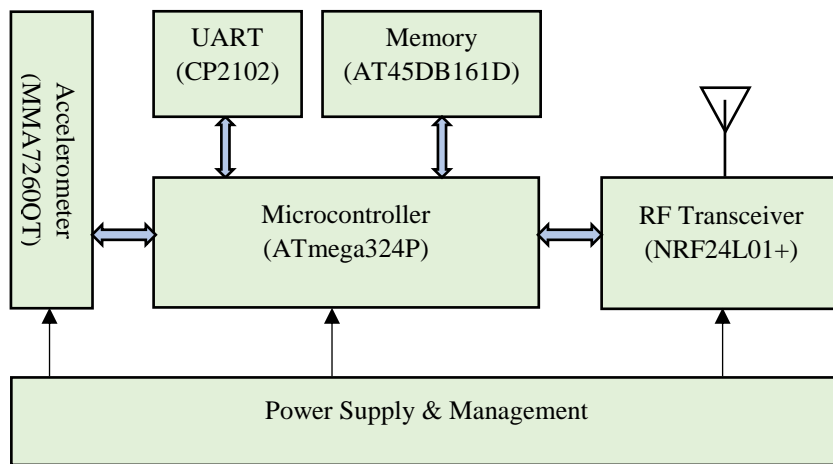 Accelerometer
(MMA7260QT)
UART
(CP2102)
Memory
(AT45DB161D)
Microcontroller
(ATmega324P)
RF Transceiver
(NRF24L01+)
Power Supply & Management